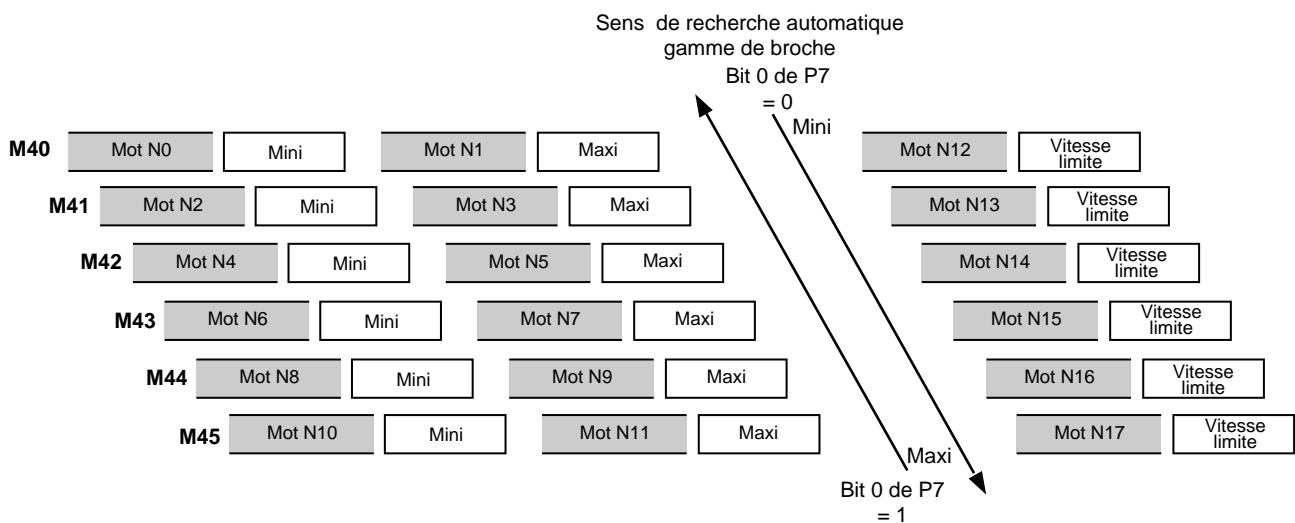 Sens de recherche automatique
gamme de broche
Bit 0 de P7
= 0
Mini
M40 Mot N0 Mini Mot N1 Maxi Mot N12 Vitesse
limite
M41 Mot N2 Mini Mot N3 Maxi Mot N13 Vitesse
limite
M42 Mot N4 Mini Mot N5 Maxi Mot N14 Vitesse
limite
M43 Mot N6 Mini Mot N7 Maxi Mot N15 Vitesse
limite
M44 Mot N8 Mini Mot N9 Maxi Mot N16 Vitesse
limite
M45 Mot N10 Mini Mot N11 Maxi Mot N17 Vitesse
limite
Maxi
Bit 0 de P7
= 1